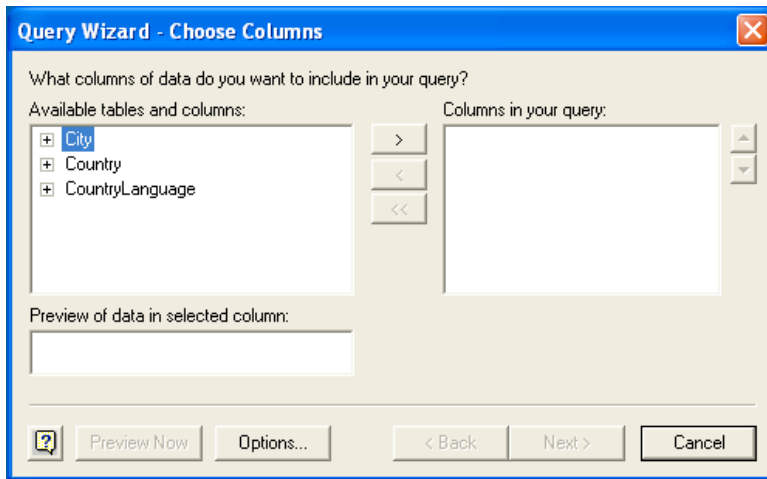 Query Wizard - Choose Columns
What columns of data do you want to include in your query?
Available tables and columns:
Columns in your query:
City
Country
CountryLanguage
>
<
<<
Preview of data in selected column:
Preview Now
Options...
< Back
Next >
Cancel